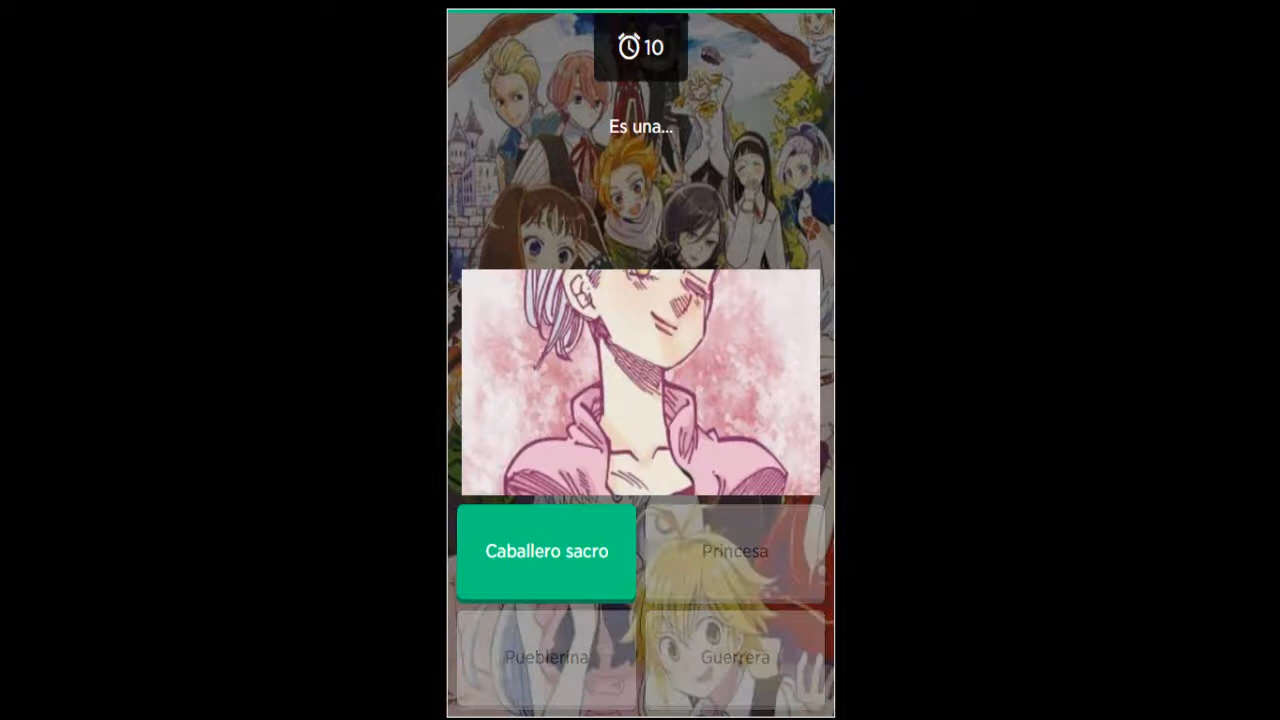 10
Es una...
Caballero sacro
Princesa
Pueblerina
Guerrera